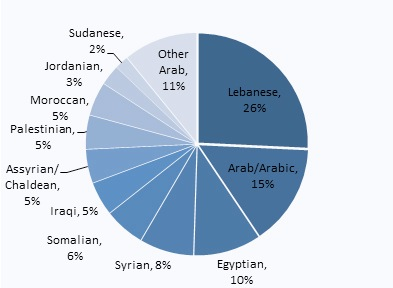 Sudanese,
2%
Other
Arab,
11%
Jordanian,
3%
Lebanese,
26%
Moroccan,
5%
Palestinian,
5%
Arab/Arabic,
15%
Assyrian/
Chaldean,
5%
Iraqi, 5%
Somalian,
6%
Syrian, 8%
Egyptian,
10%